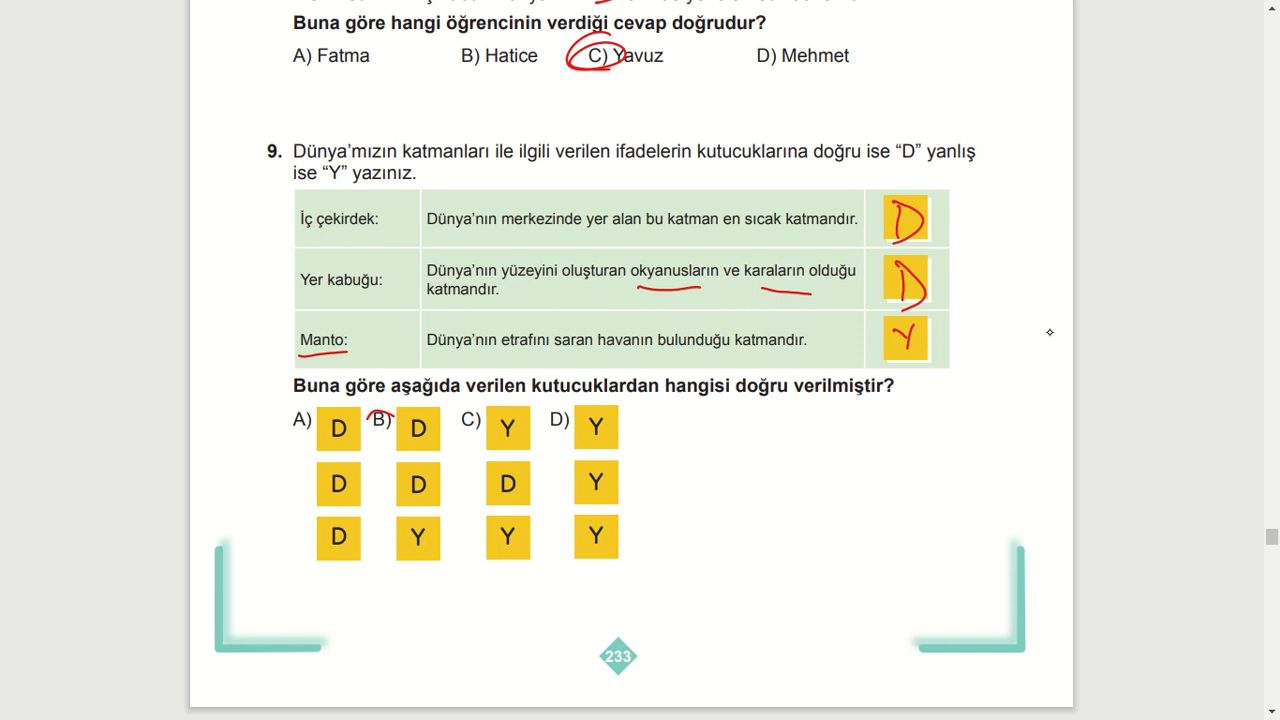 Buna göre hangi öğrencinin verdiği cevap doğrudur?
A) Fatma B) Hatice C) Yavuz D) Mehmet
9. Dünya’mızın katmanları ile ilgili verilen ifadelerin kutucuklarına doğru ise “D” yanlış
ise “Y” yazınız.
İç çekirdek: Dünya’nın merkezinde yer alan bu katman en sıcak katmandır. D
Yer kabuğu: Dünya’nın yüzeyini oluşturan okyanusların ve karaların olduğu
katmandır. D
Manto: Dünya’nın etrafını saran havanın bulunduğu katmandır. Y
Buna göre aşağıda verilen kutucuklardan hangisi doğru verilmiştir?
A) D B) D C) Y D) Y
D D D Y
D Y Y Y
233